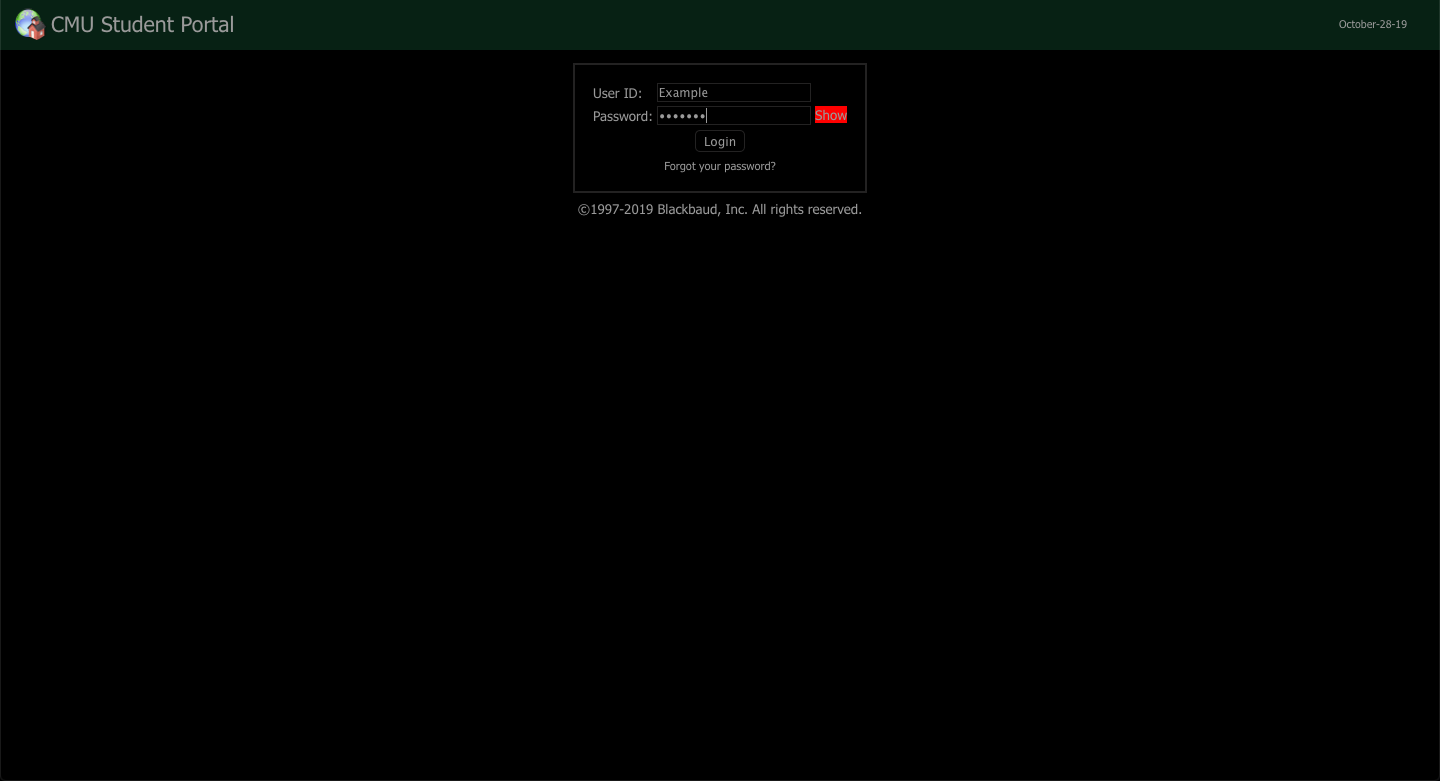 CMU Student Portal
October-28-19
User ID: Example
Password: ••••••• Show
Login
Forgot your password?
©1997-2019 Blackbaud, Inc. All rights reserved.